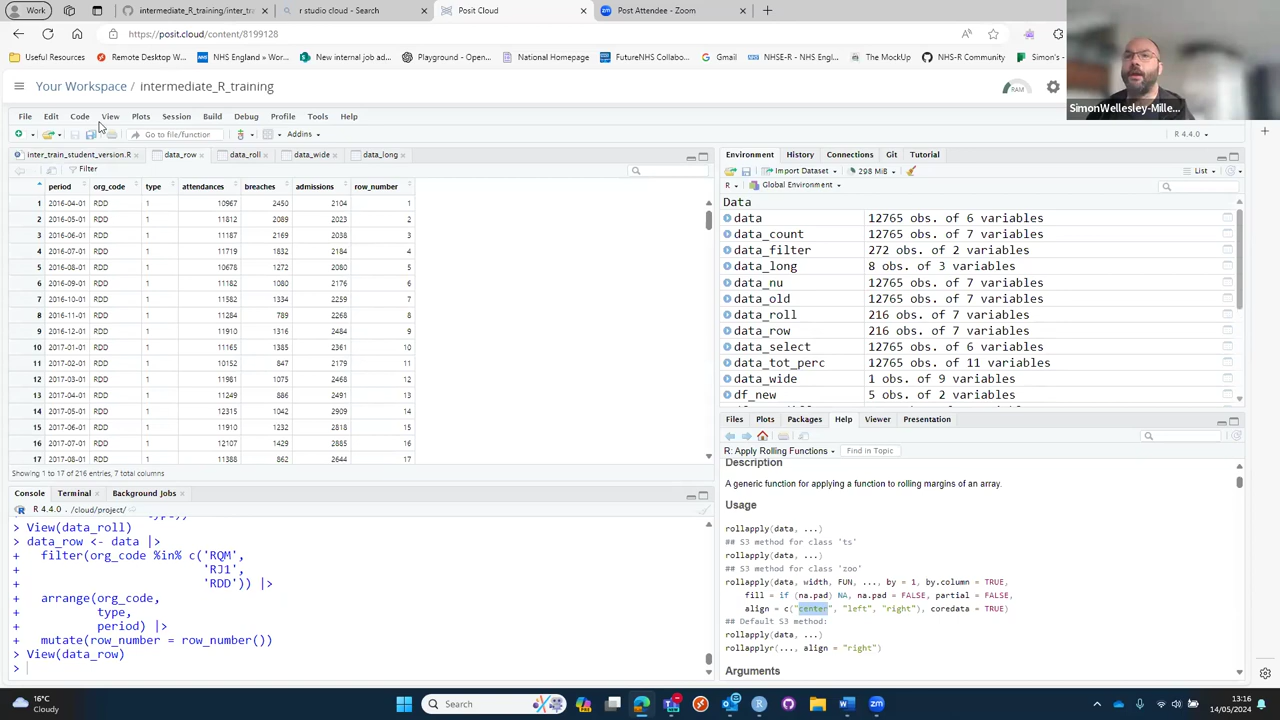 intermediate_R_training/inter_tra
r studio cloud - Search
Posit Cloud
Post Attendee - Zoom
https://posit.cloud/content/8199128
Useful Resources
Remote Desktop W...
NHS England » Wor...
New internal job ad...
Playground - Open...
National Homepage
FutureNHS Collabo...
Gmail
NHSE-R - NHS Way...
NHS-R Community
SimonWellesley-Mille...
Your Workspace / intermediate_R_training
RAM
File Edit Code View Plots Session Build Debug Profile Tools Help
Go to file/function
Addins
R 4.4.0
inter_train_student_version.R
data_row
data_roll
data_wide
data_long
Filter
period org_code type attendances breaches admissions row_number
1 2016-04-01 RDD 1 10967 2450 2104 1
2 2016-05-01 RDD 1 11812 2089 2023 2
3 2016-06-01 RDD 1 11187 2169 2038 3
4 2016-07-01 RDD 1 11719 1832 2184 4
5 2016-08-01 RDD 1 10678 1272 2080 5
6 2016-09-01 RDD 1 11182 1080 2176 6
7 2016-10-01 RDD 1 11582 1334 2259 7
8 2016-11-01 RDD 1 11284 789 2268 8
9 2016-12-01 RDD 1 11910 1316 2484 9
10 2017-01-01 RDD 1 11165 1385 2361 10
11 2017-02-01 RDD 1 10152 847 2179 11
12 2017-03-01 RDD 1 11981 1075 2468 12
13 2017-04-01 RDD 1 11249 886 2491 13
14 2017-05-01 RDD 1 12315 1042 2909 14
15 2017-06-01 RDD 1 11910 1232 2818 15
16 2017-07-01 RDD 1 12107 1429 2885 16
17 2017-08-01 RDD 1 11388 862 2644 17
Showing 1 to 17 of 216 entries, 7 total columns
Console Terminal Background Jobs
R 4.4.0 · /cloud/project/
> View(data_roll)
> data_row <- data |>
+ filter(org_code %in% c('RQM',
+ 'RJ1',
+ 'RDD')) |>
+ arrange(org_code,
+ type,
+ period) |>
+ mutate(row_number = row_number())
> View(data_row)
>
Environment History Connections Git Tutorial
Import Dataset
298 MiB
List
R
Global Environment
Data
data 12765 obs. of 6 variables
data_count 12765 obs. of 7 variables
data_filter 272 obs. of 2 variables
data_long 8 obs. of 3 variables
data_nu 12765 obs. of 7 variables
data_old 12765 obs. of 7 variables
data_roll 216 obs. of 7 variables
data_row 216 obs. of 7 variables
data_select 12765 obs. of 6 variables
data_tot_perc 12765 obs. of 11 variables
data_wide 1 obs. of 9 variables
df_new 5 obs. of 2 variables
Files Plots Packages Help Viewer Presentation
R: Apply Rolling Functions
Find in Topic
Description
A generic function for applying a function to rolling margins of an array.
Usage
rollapply(data, ...)
## S3 method for class 'ts'
rollapply(data, ...)
## S3 method for class 'zoo'
rollapply(data, width, FUN, ..., by = 1, by.column = TRUE,
fill = if (na.pad) NA, na.pad = FALSE, partial = FALSE,
align = c("center", "left", "right"), coredata = TRUE)
## Default S3 method:
rollapply(data, ...)
rollapplyr(..., align = "right")
Arguments
16°C
Cloudy
Search
13:16
14/05/2024